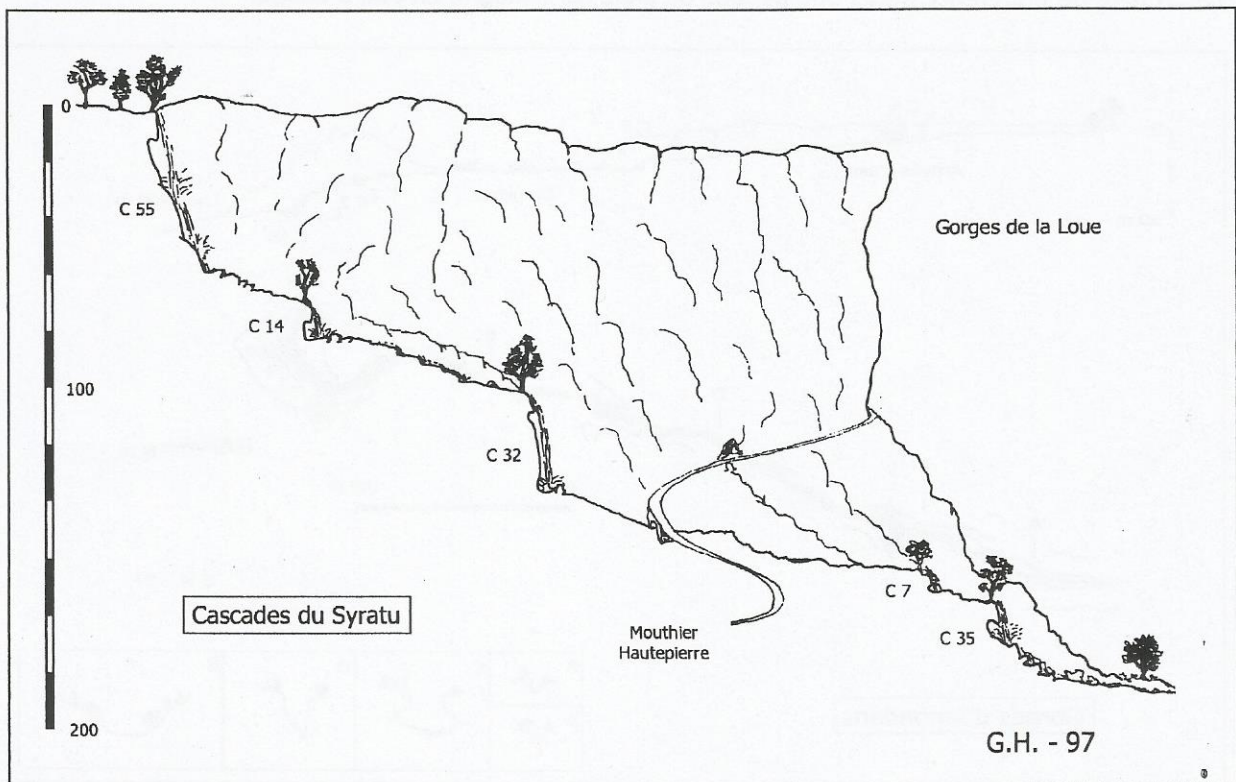 0
C 55
Gorges de la Loue
C 14
100
C 32
C 7
Cascades du Syratu
Mouthier
Hautepierre
C 35
200
G.H. - 97